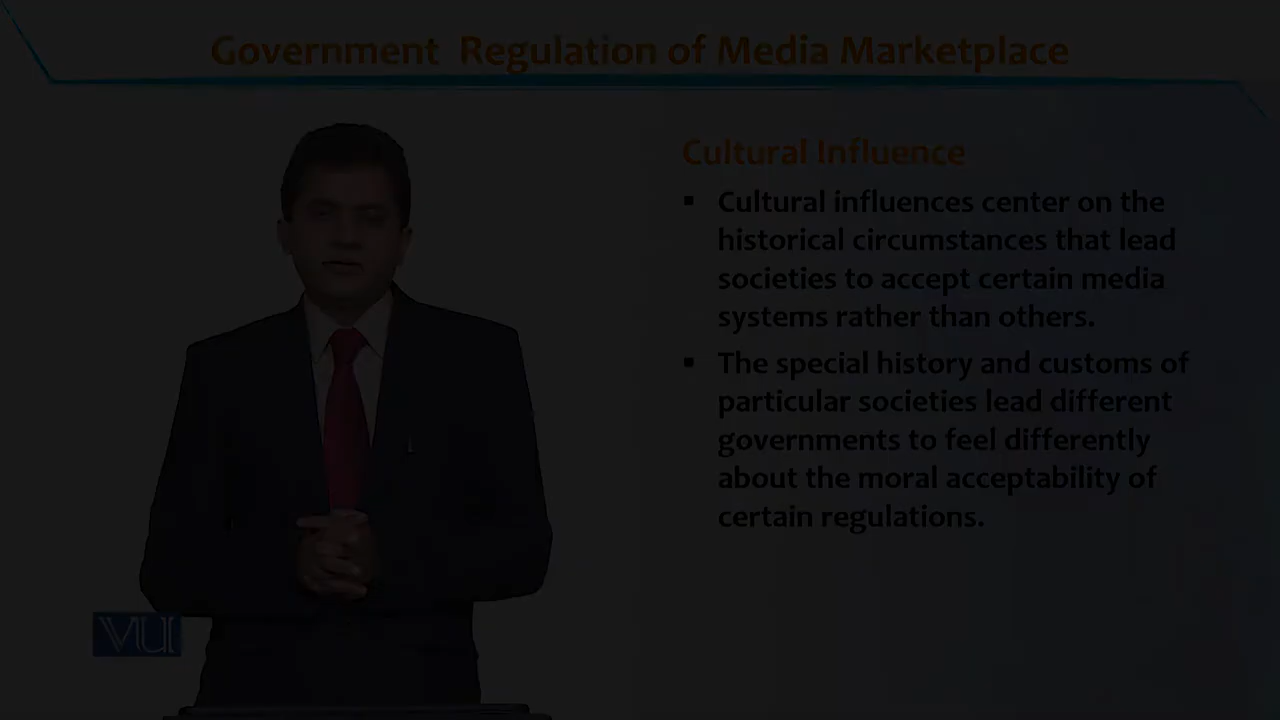 Government Regulation of Media Marketplace
Cultural Influence
▪ Cultural influences center on the
historical circumstances that lead
societies to accept certain media
systems rather than others.
▪ The special history and customs of
particular societies lead different
governments to feel differently
about the moral acceptability of
certain regulations.
VU